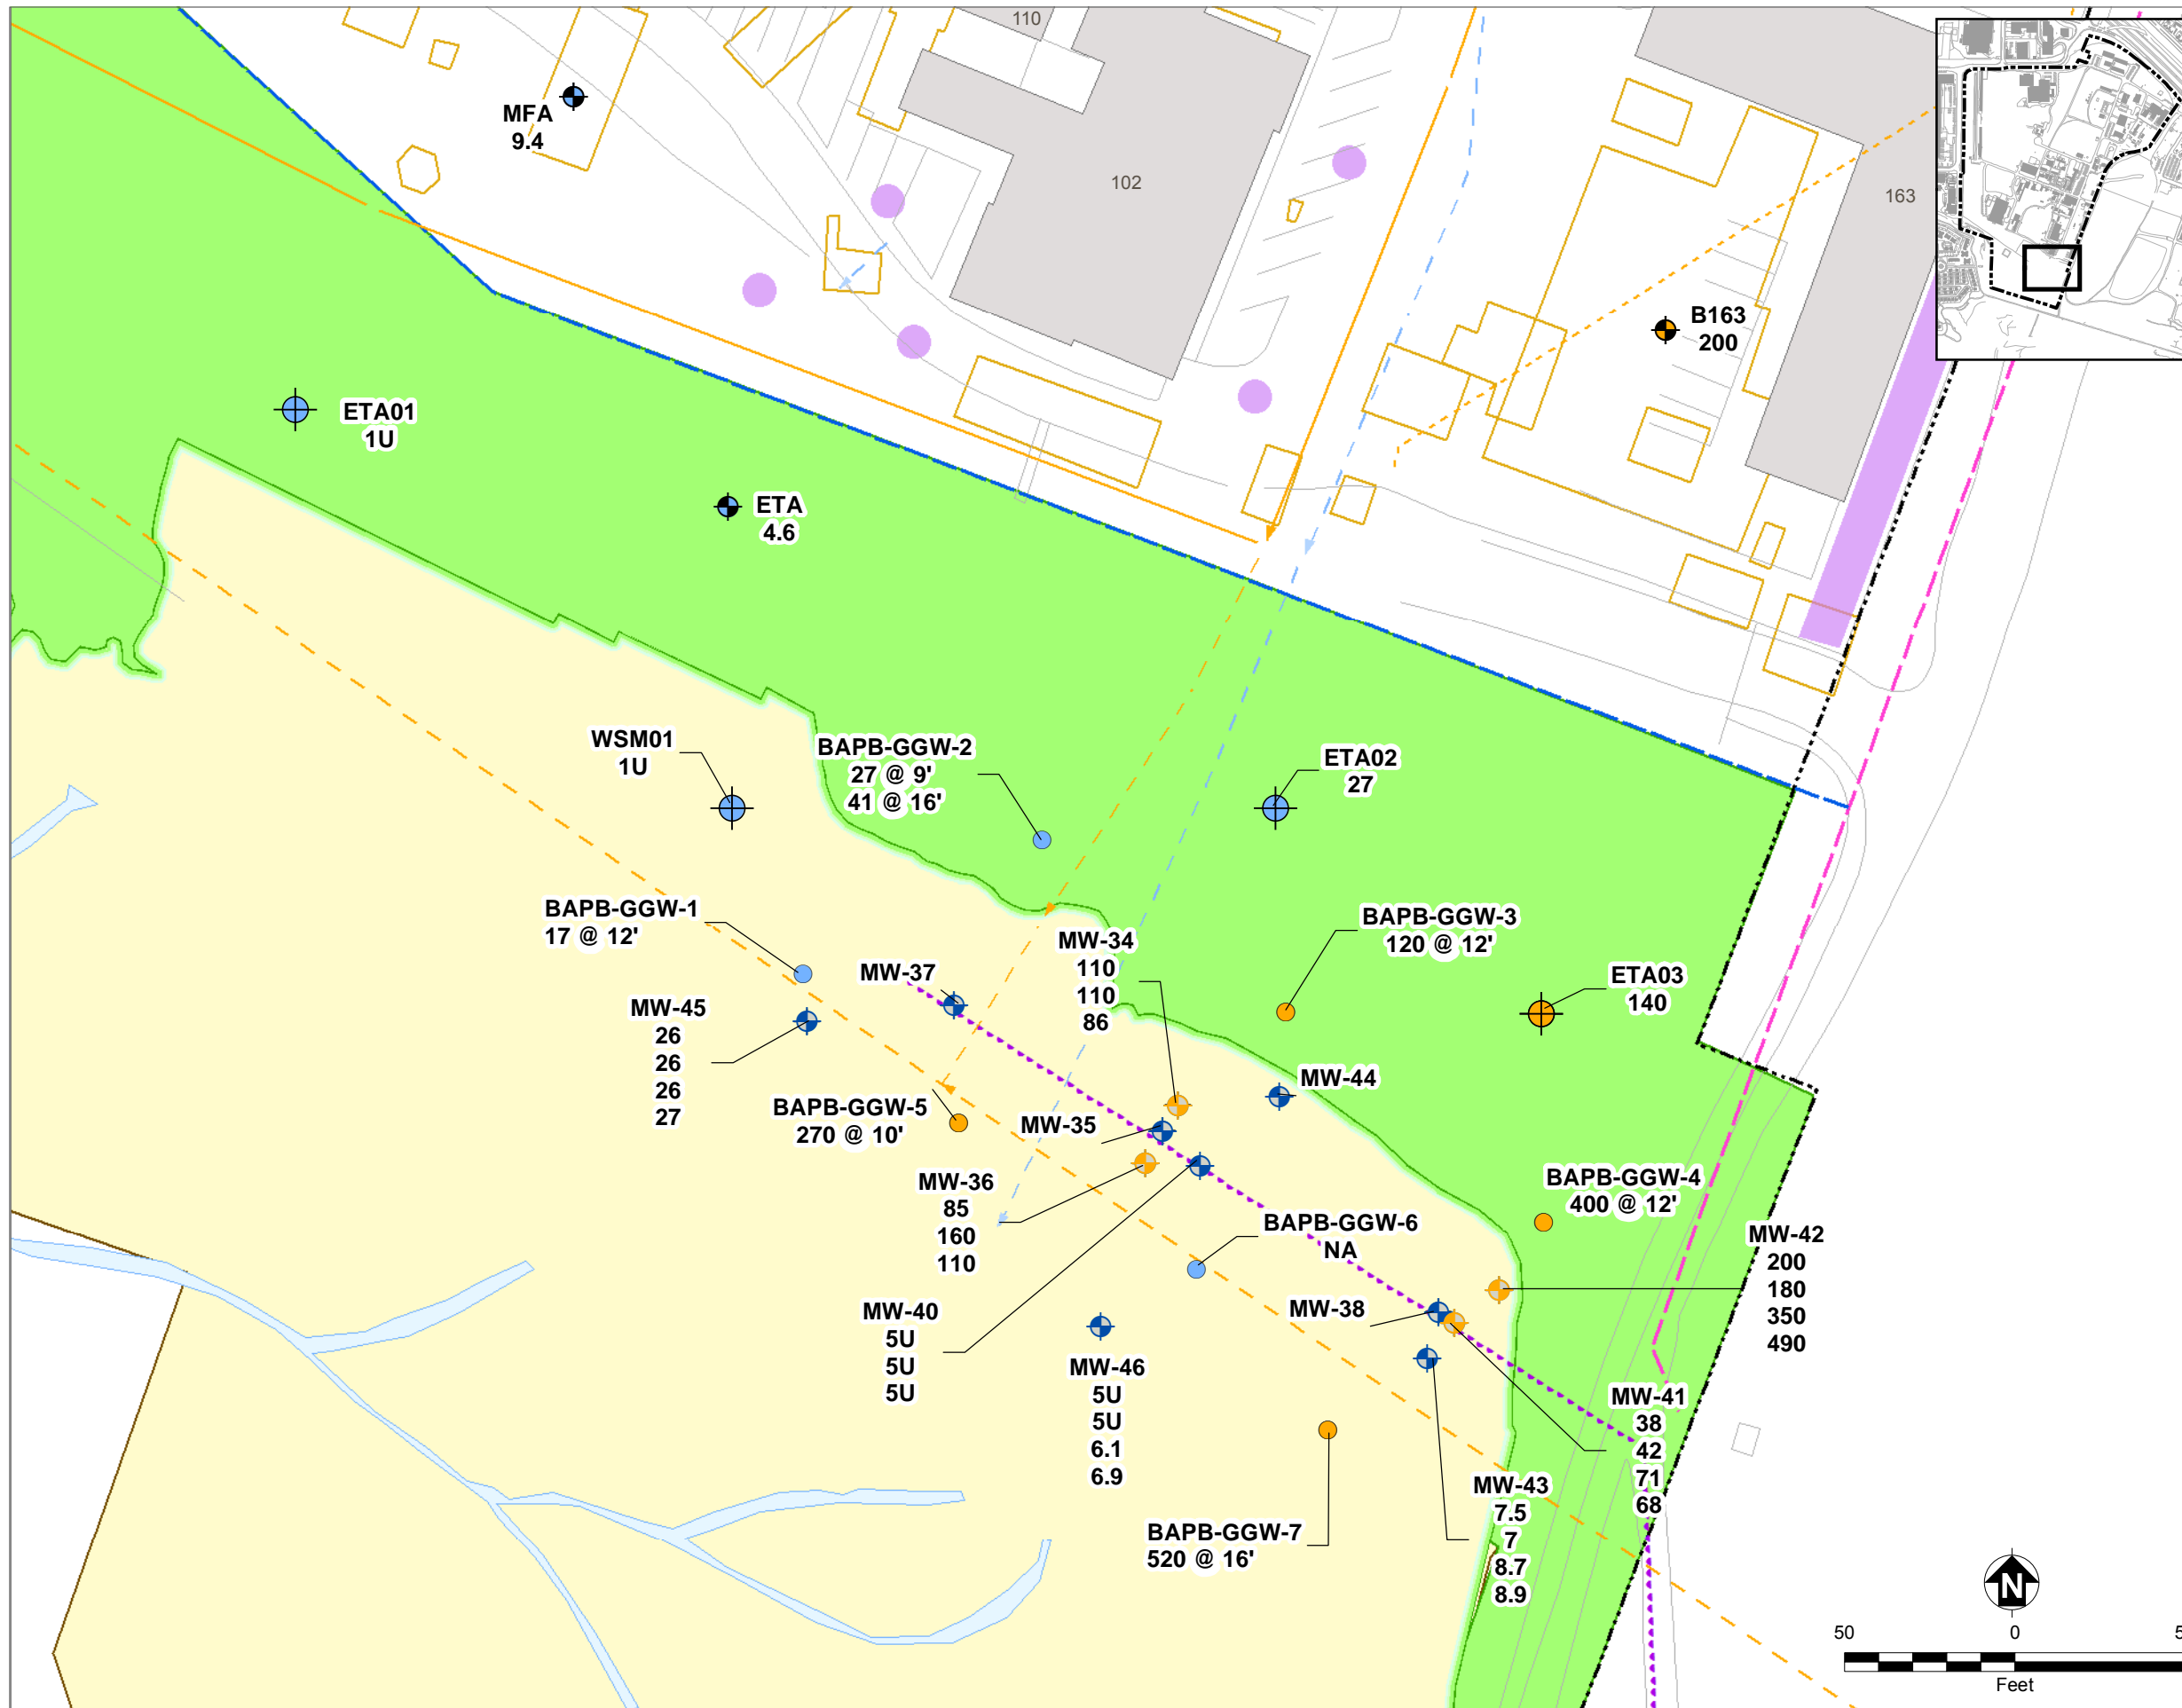 110
MFA
9.4
102
163
B163
200
ETA01
1U
ETA
4.6
WSM01
1U
BAPB-GGW-2
27 @ 9'
41 @ 16'
ETA02
27
BAPB-GGW-1
17 @ 12'
MW-34
110
110
86
BAPB-GGW-3
120 @ 12'
MW-37
ETA03
140
MW-45
26
26
26
27
MW-44
BAPB-GGW-5
270 @ 10'
MW-35
MW-36
85
160
110
BAPB-GGW-4
400 @ 12'
BAPB-GGW-6
NA
MW-42
200
180
350
490
MW-40
5U
5U
5U
MW-38
MW-46
5U
5U
6.1
6.9
MW-41
38
42
71
68
MW-43
7.5
7
8.7
8.9
BAPB-GGW-7
520 @ 16'
N
50 0 5
Feet